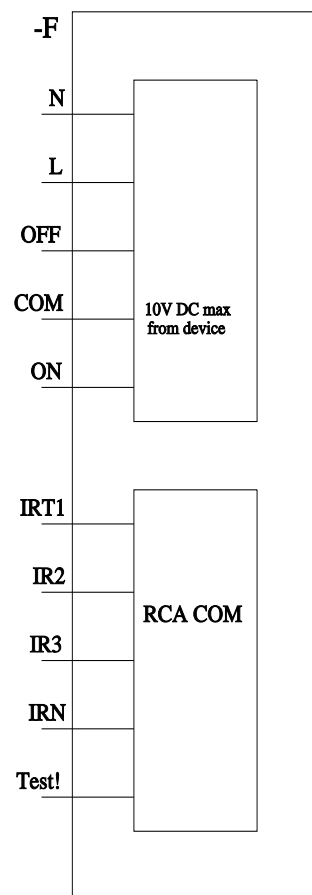 -F
N
L
OFF
COM
10V DC max
from device
ON
IRT1
IR2
RCA COM
IR3
IRN
Test!